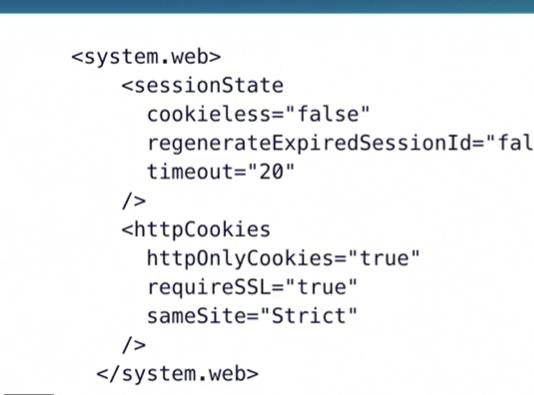 <system.web>
<sessionState
cookieless="false"
regenerateExpiredSessionId="fal
timeout="20"
/>
<httpCookies
httpOnlyCookies="true"
requireSSL="true"
sameSite="Strict"
/>
</system.web>